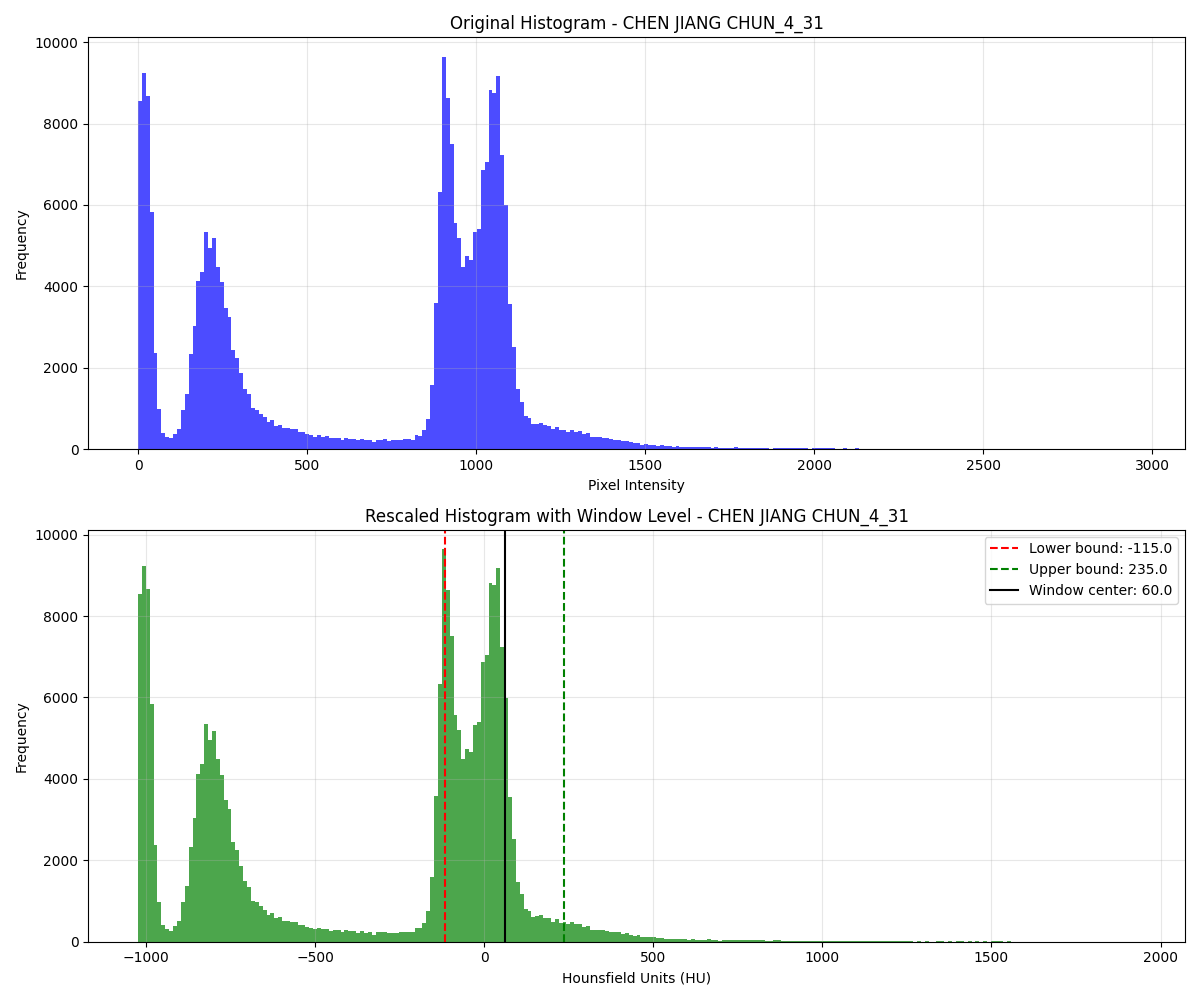 Original Histogram - CHEN JIANG CHUN_4_31
10000
8000
6000
4000
2000
0
Frequency
0 500 1000 1500 2000 2500 3000
Pixel Intensity
Rescaled Histogram with Window Level - CHEN JIANG CHUN_4_31
10000
8000
6000
4000
2000
0
Frequency
Lower bound: -115.0
Upper bound: 235.0
Window center: 60.0
−1000 −500 0 500 1000 1500 2000
Hounsfield Units (HU)